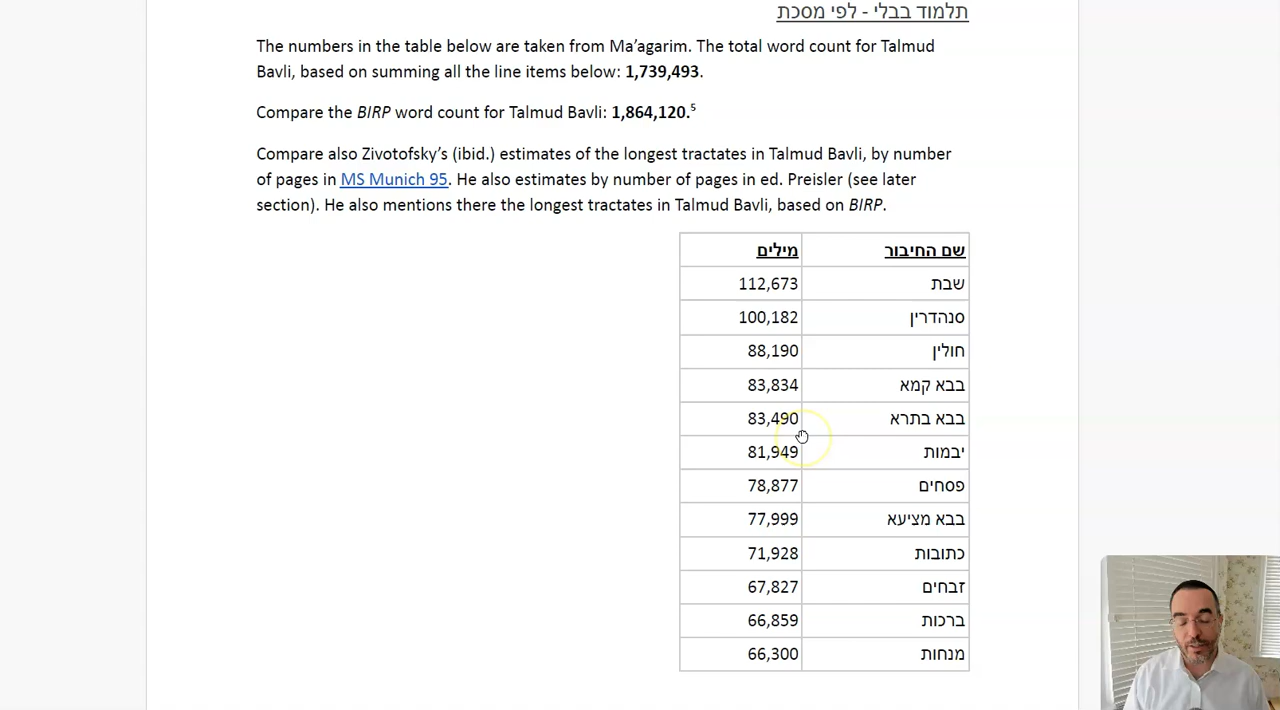 תלמוד בבלי - לפי מסכת
The numbers in the table below are taken from Ma’agarim. The total word count for Talmud
Bavli, based on summing all the line items below: 1,739,493.
Compare the BIRP word count for Talmud Bavli: 1,864,120.⁵
Compare also Zivotofsky’s (ibid.) estimates of the longest tractates in Talmud Bavli, by number
of pages in MS Munich 95. He also estimates by number of pages in ed. Preisler (see later
section). He also mentions there the longest tractates in Talmud Bavli, based on BIRP.
שם החיבור מילים
שבת 112,673
סנהדרין 100,182
חולין 88,190
בבא קמא 83,834
בבא בתרא 83,490
יבמות 81,949
פסחים 78,877
בבא מציעא 77,999
כתובות 71,928
זבחים 67,827
ברכות 66,859
מנחות 66,300